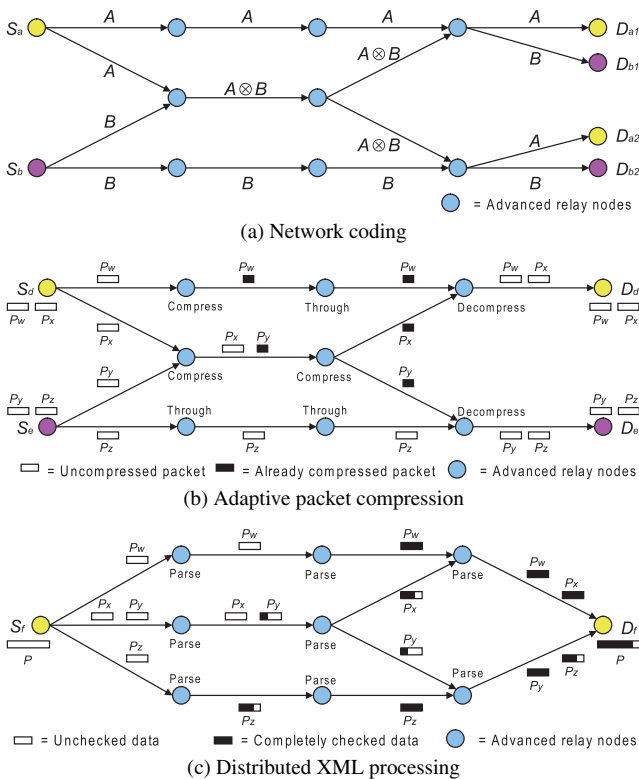 Sa A A A A Da1
A A⊗B B Db1
A⊗B
B A⊗B A Da2
Sb B B B B Db2
= Advanced relay nodes
(a) Network coding
Pw Pw Pw Pw Px
Sd Dd
Pw Px Compress Through Decompress Pw Px
Px Px Py Px
Py Compress Compress Py
Py Pz Through Through Decompress Py Pz
Se De
Pz Pz Pz Py Pz
= Uncompressed packet = Already compressed packet = Advanced relay nodes
(b) Adaptive packet compression
Pw Pw Pw Pw
Parse Parse Parse Px
Sf Px Py Px Py Px Df
P Pz Parse Parse Py P
Parse Parse Parse Py Pz
Pz Pz
= Unchecked data = Completely checked data = Advanced relay nodes
(c) Distributed XML processing